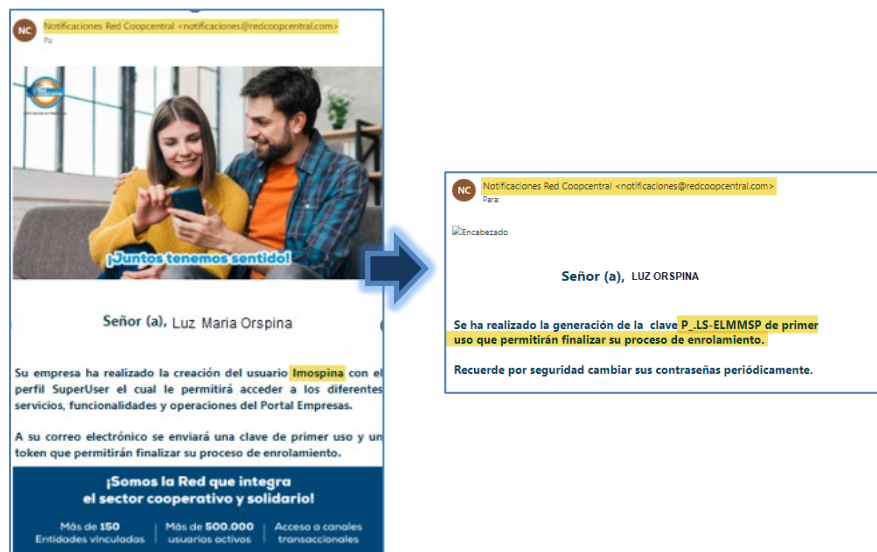 NC
Notificaciones Red Coopcentral <notificaciones@redcoopcentral.com>
Pa
¡Juntos tenemos sentido!
Señor (a), Luz Maria Orspina
Su empresa ha realizado la creación del usuario lmospina con el
perfil SuperUser el cual le permitirá acceder a los diferentes
servicios, funcionalidades y operaciones del Portal Empresas.
A su correo electrónico se enviará una clave de primer uso y un
token que permitirán finalizar su proceso de enrolamiento.
¡Somos la Red que integra
el sector cooperativo y solidario!
Más de 150
Entidades vinculadas
Más de 500.000
usuarios activos
Acceso a canales
transaccionales
NC
Notificaciones Red Coopcentral <notificaciones@redcoopcentral.com>
Para:
Encabezado
Señor (a), LUZ ORSPINA
Se ha realizado la generación de la clave P_.LS-ELMMSP de primer
uso que permitirán finalizar su proceso de enrolamiento.
Recuerde por seguridad cambiar sus contraseñas periódicamente.